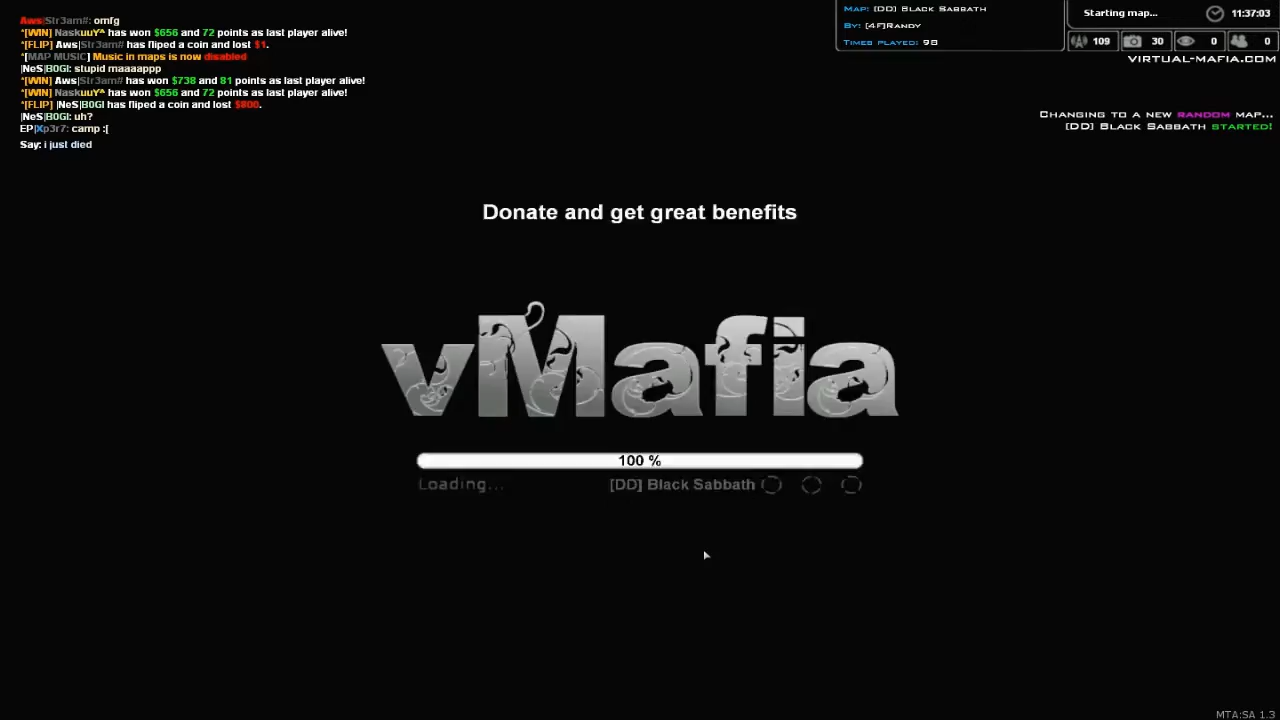 Aws|Slr3am#: omfg
*[WIN] NaskuuY^ has won $656 and 72 points as last player alive!
*[FLIP] Aws|Slr3am# has fliped a coin and lost $1.
*[MAP MUSIC] Music in maps is now disabled
|NeS|B0GI: stupid maaaappp
*[WIN] Aws|Slr3am# has won $738 and 81 points as last player alive!
*[WIN] NaskuuY^ has won $656 and 72 points as last player alive!
*[FLIP] |NeS|B0GI has fliped a coin and lost $800.
|NeS|B0GI: uh?
EP|Xp3r7: camp :[
Say: i just died
Map: [DD] Black Sabbath
By: [4F]Randy
Times played: 98
Starting map... 11:37:03
109 30 0 0
virtual-mafia.com
Changing to a new random map...
[DD] Black Sabbath started!
Donate and get great benefits
vMafia
100 %
Loading... [DD] Black Sabbath
MTA:SA 1.3